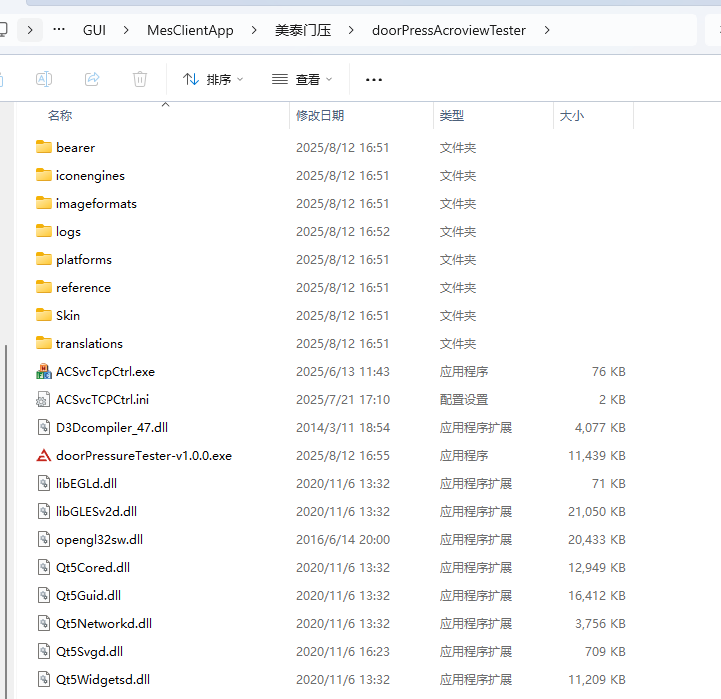 GUI MesClientApp 美泰门压 doorPressAcroviewTester
排序 查看
名称 修改日期 类型 大小
bearer 2025/8/12 16:51 文件夹
iconengines 2025/8/12 16:51 文件夹
imageformats 2025/8/12 16:51 文件夹
logs 2025/8/12 16:52 文件夹
platforms 2025/8/12 16:51 文件夹
reference 2025/8/12 16:51 文件夹
Skin 2025/8/12 16:51 文件夹
translations 2025/8/12 16:51 文件夹
ACSvcTcpCtrl.exe 2025/6/13 11:43 应用程序 76 KB
ACSvcTCPCtrl.ini 2025/7/21 17:10 配置设置 2 KB
D3Dcompiler_47.dll 2014/3/11 18:54 应用程序扩展 4,077 KB
doorPressureTester-v1.0.0.exe 2025/8/12 16:55 应用程序 11,439 KB
libEGLd.dll 2020/11/6 13:32 应用程序扩展 71 KB
libGLESv2d.dll 2020/11/6 13:32 应用程序扩展 21,050 KB
opengl32sw.dll 2016/6/14 20:00 应用程序扩展 20,433 KB
Qt5Cored.dll 2020/11/6 13:32 应用程序扩展 12,949 KB
Qt5Guid.dll 2020/11/6 13:32 应用程序扩展 16,412 KB
Qt5Networkd.dll 2020/11/6 13:32 应用程序扩展 3,756 KB
Qt5Svgd.dll 2020/11/6 16:23 应用程序扩展 709 KB
Qt5Widgetsd.dll 2020/11/6 13:32 应用程序扩展 11,209 KB